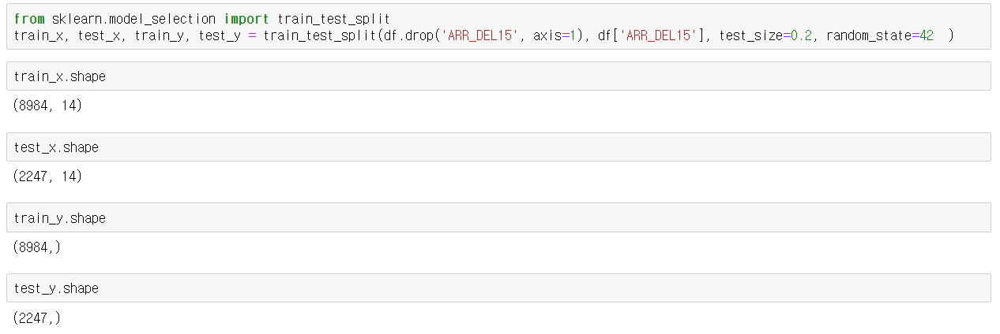 from sklearn.model_selection import train_test_split
train_x, test_x, train_y, test_y = train_test_split(df.drop('ARR_DEL15', axis=1), df['ARR_DEL15'], test_size=0.2, random_state=42  )
train_x.shape
(8984, 14)
test_x.shape
(2247, 14)
train_y.shape
(8984,)
test_y.shape
(2247,)